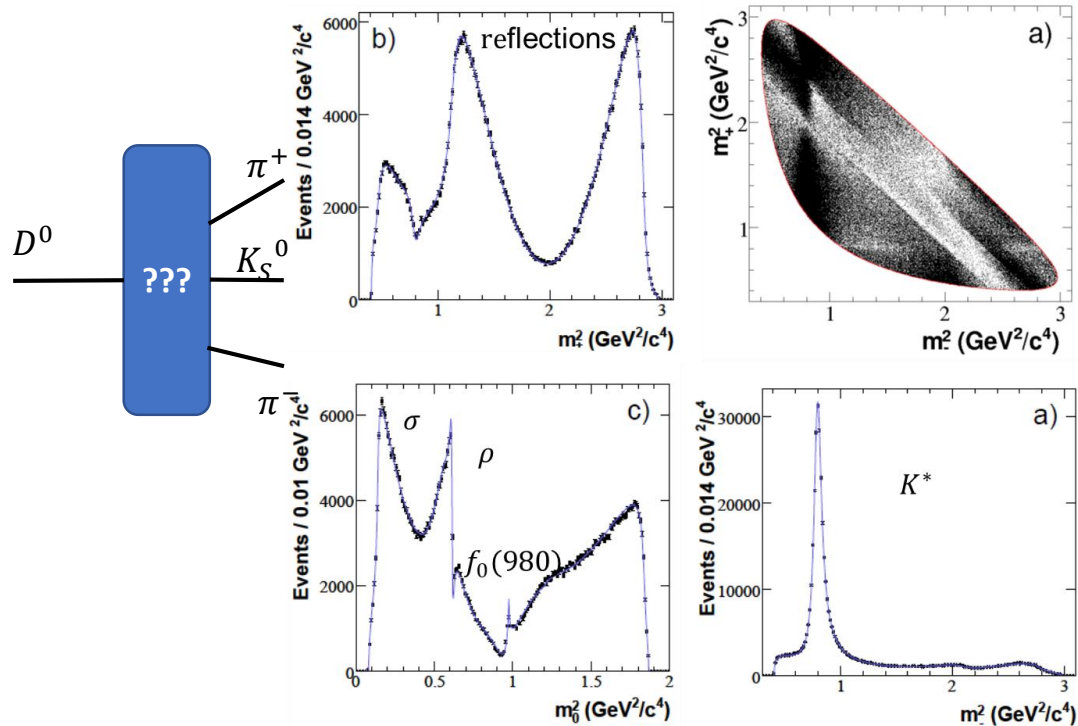 D⁰
???
π⁺
K_S⁰
π⁻
b)
reflections
Events / 0.014 GeV²/c⁴
6000
4000
2000
0
1
2
3
m²₊ (GeV²/c⁴)
a)
m²₊ (GeV²/c⁴)
3
2
1
1
2
3
m²₋ (GeV²/c⁴)
c)
σ
ρ
f₀(980)
Events / 0.01 GeV²/c⁴
6000
4000
2000
0
0
0.5
1
1.5
2
m²₀ (GeV²/c⁴)
a)
K*
Events / 0.014 GeV²/c⁴
30000
20000
10000
0
1
2
3
m²₋ (GeV²/c⁴)